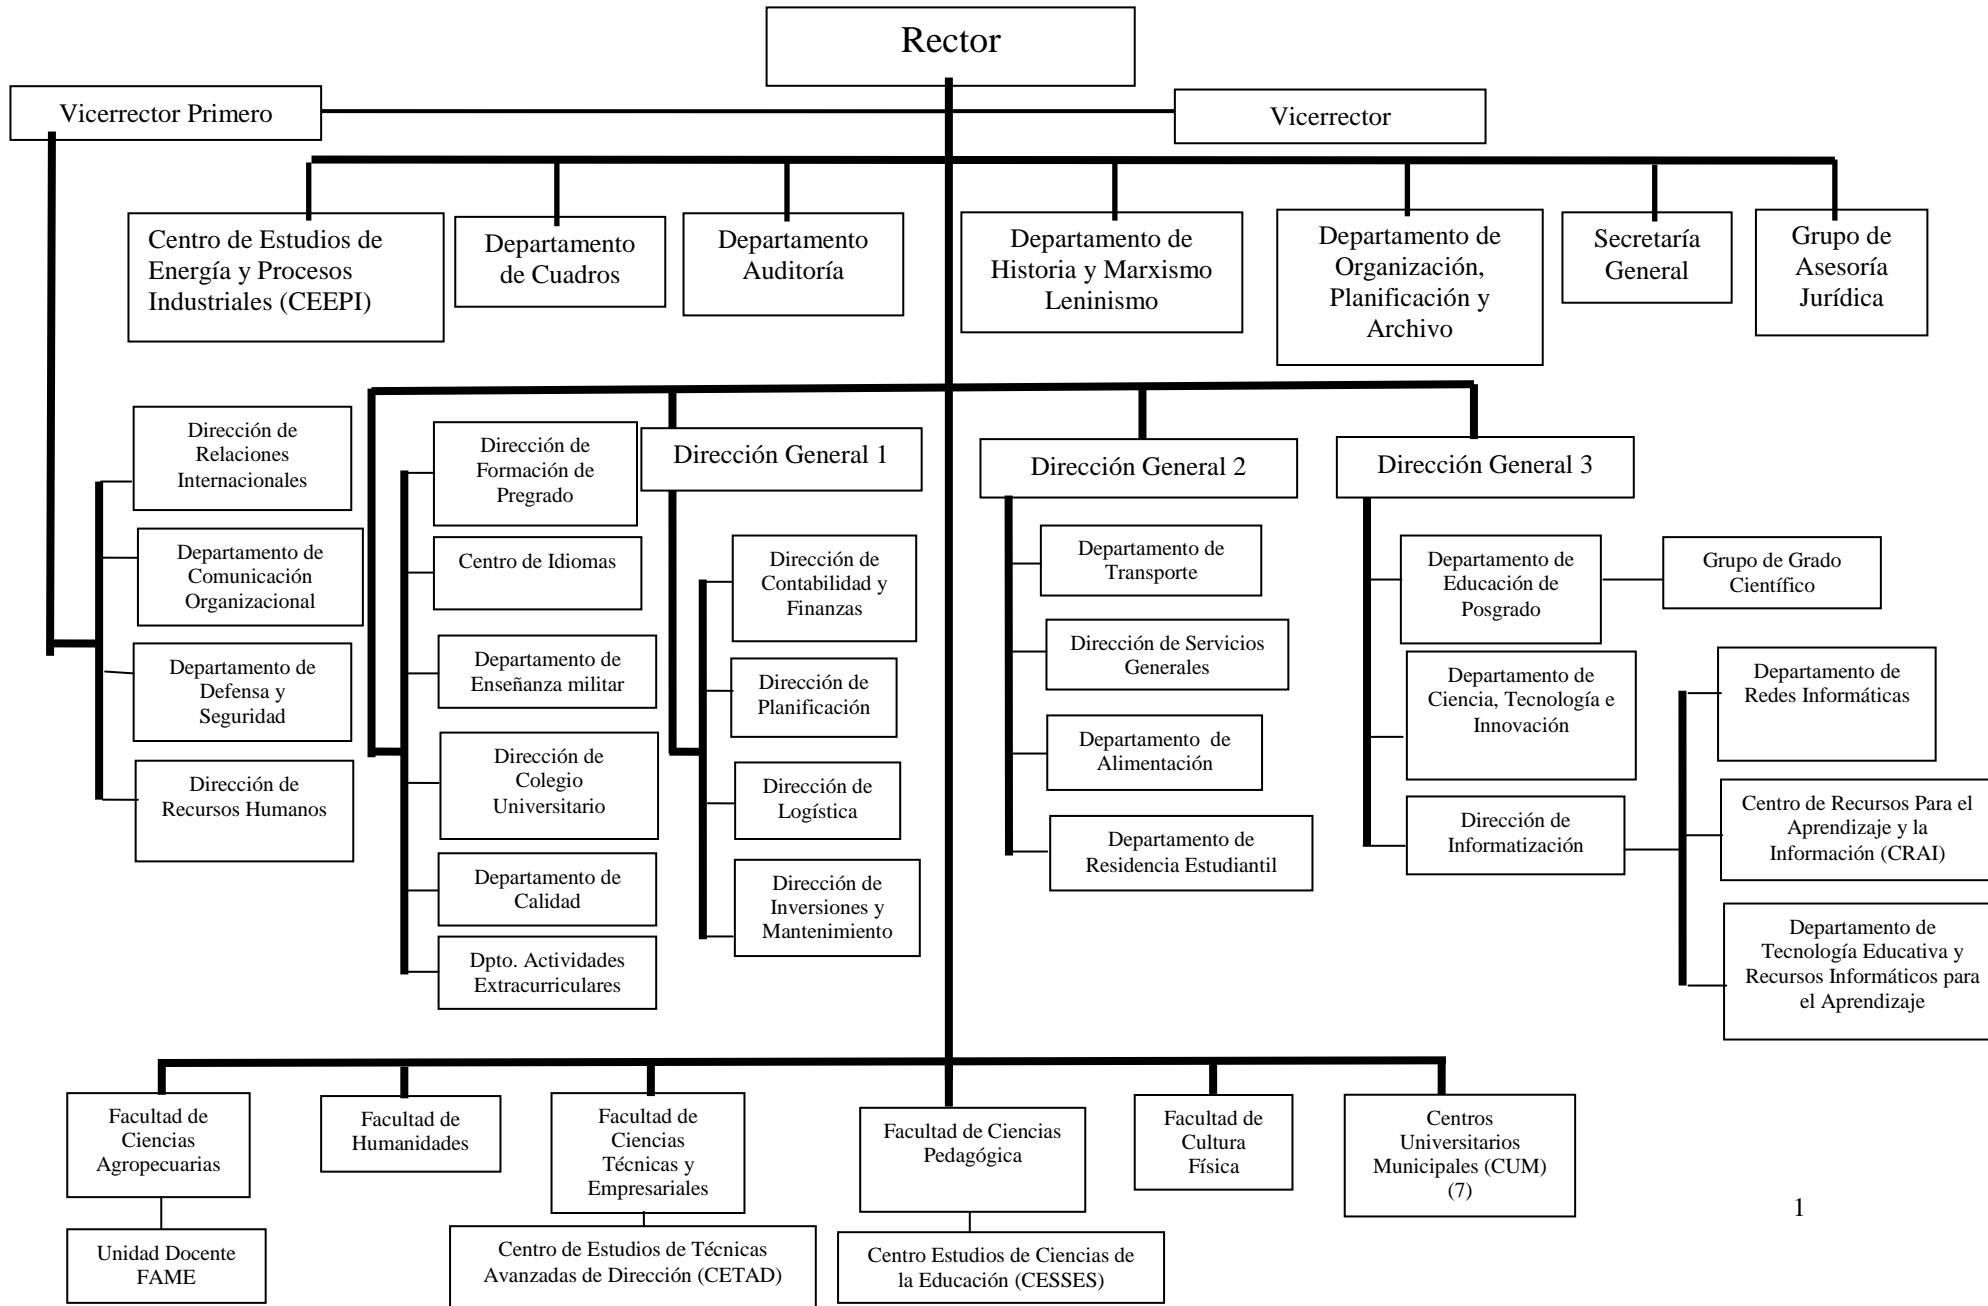 Rector
Vicerrector Primero
Vicerrector
Centro de Estudios de
Energía y Procesos
Industriales (CEEPI)
Departamento
de Cuadros
Departamento
Auditoría
Departamento de
Historia y Marxismo
Leninismo
Departamento de
Organización,
Planificación y
Archivo
Secretaría
General
Grupo de
Asesoría
Jurídica
Dirección de
Relaciones
Internacionales
Departamento de
Comunicación
Organizacional
Departamento de
Defensa y
Seguridad
Dirección de
Recursos Humanos
Dirección de
Formación de
Pregrado
Centro de Idiomas
Departamento de
Enseñanza militar
Dirección de
Colegio
Universitario
Departamento de
Calidad
Dpto. Actividades
Extracurriculares
Dirección General 1
Dirección de
Contabilidad y
Finanzas
Dirección de
Planificación
Dirección de
Logística
Dirección de
Inversiones y
Mantenimiento
Dirección General 2
Departamento de
Transporte
Dirección de Servicios
Generales
Departamento de
Alimentación
Departamento de
Residencia Estudiantil
Dirección General 3
Departamento de
Educación de
Posgrado
Grupo de Grado
Científico
Departamento de
Ciencia, Tecnología e
Innovación
Dirección de
Informatización
Departamento de
Redes Informáticas
Centro de Recursos Para el
Aprendizaje y la
Información (CRAI)
Departamento de
Tecnología Educativa y
Recursos Informáticos para
el Aprendizaje
Facultad de
Ciencias
Agropecuarias
Facultad de
Humanidades
Facultad de
Ciencias
Técnicas y
Empresariales
Facultad de Ciencias
Pedagógica
Facultad de
Cultura
Física
Centros
Universitarios
Municipales (CUM)
(7)
Unidad Docente
FAME
Centro de Estudios de Técnicas
Avanzadas de Dirección (CETAD)
Centro Estudios de Ciencias de
la Educación (CESSES)
1